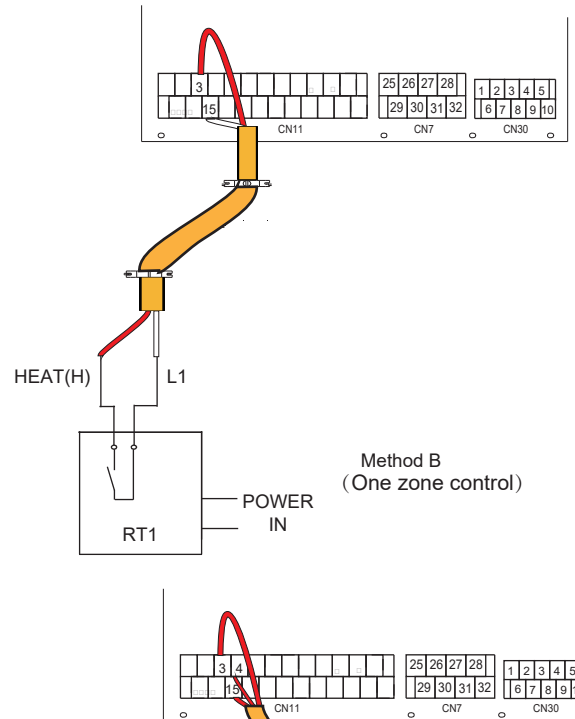 3
15
CN11
25 26 27 28
29 30 31 32
CN7
1 2 3 4 5
6 7 8 9 10
CN30
HEAT(H)
L1
RT1
POWER
IN
Method B
(One zone control)
3 4
15
CN11
25 26 27 28
29 30 31 32
CN7
1 2 3 4 5
6 7 8 9
CN30